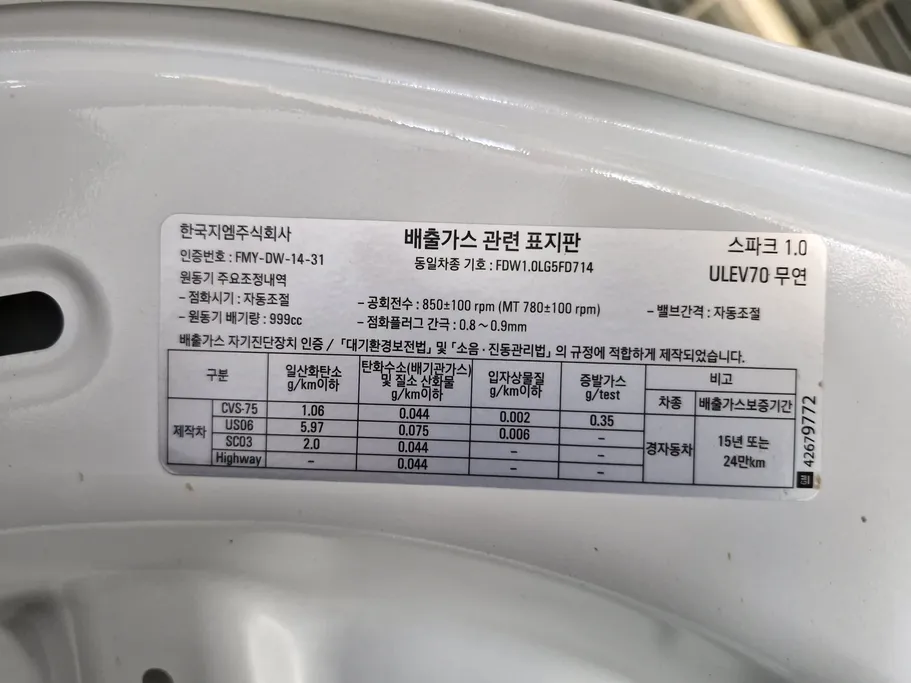 한국지엠주식회사
배출가스 관련 표지판
스파크 1.0
인증번호 : FMY-DW-14-31
동일차종 기호 : FDW1.0LG5FD714
ULEV70 무연
원동기 주요조정내역
- 점화시기 : 자동조절
- 공회전수 : 850±100 rpm (MT 780±100 rpm)
- 밸브간격 : 자동조절
- 원동기 배기량 : 999cc
- 점화플러그 간극 : 0.8～0.9mm
배출가스 자기진단장치 인증 / 「대기환경보전법」 및 「소음·진동관리법」의 규정에 적합하게 제작되었습니다.
구분 일산화탄소 g/km이하 탄화수소(배기관가스) 및 질소 산화물 g/km이하 입자상물질 g/km이하 증발가스 g/test 비고
차종 배출가스보증기간
제작차 CVS-75 1.06 0.044 0.002 0.35 경자동차 15년 또는 24만km
US06 5.97 0.075 0.006 -
SC03 2.0 0.044 - -
Highway - 0.044 - -
42679772